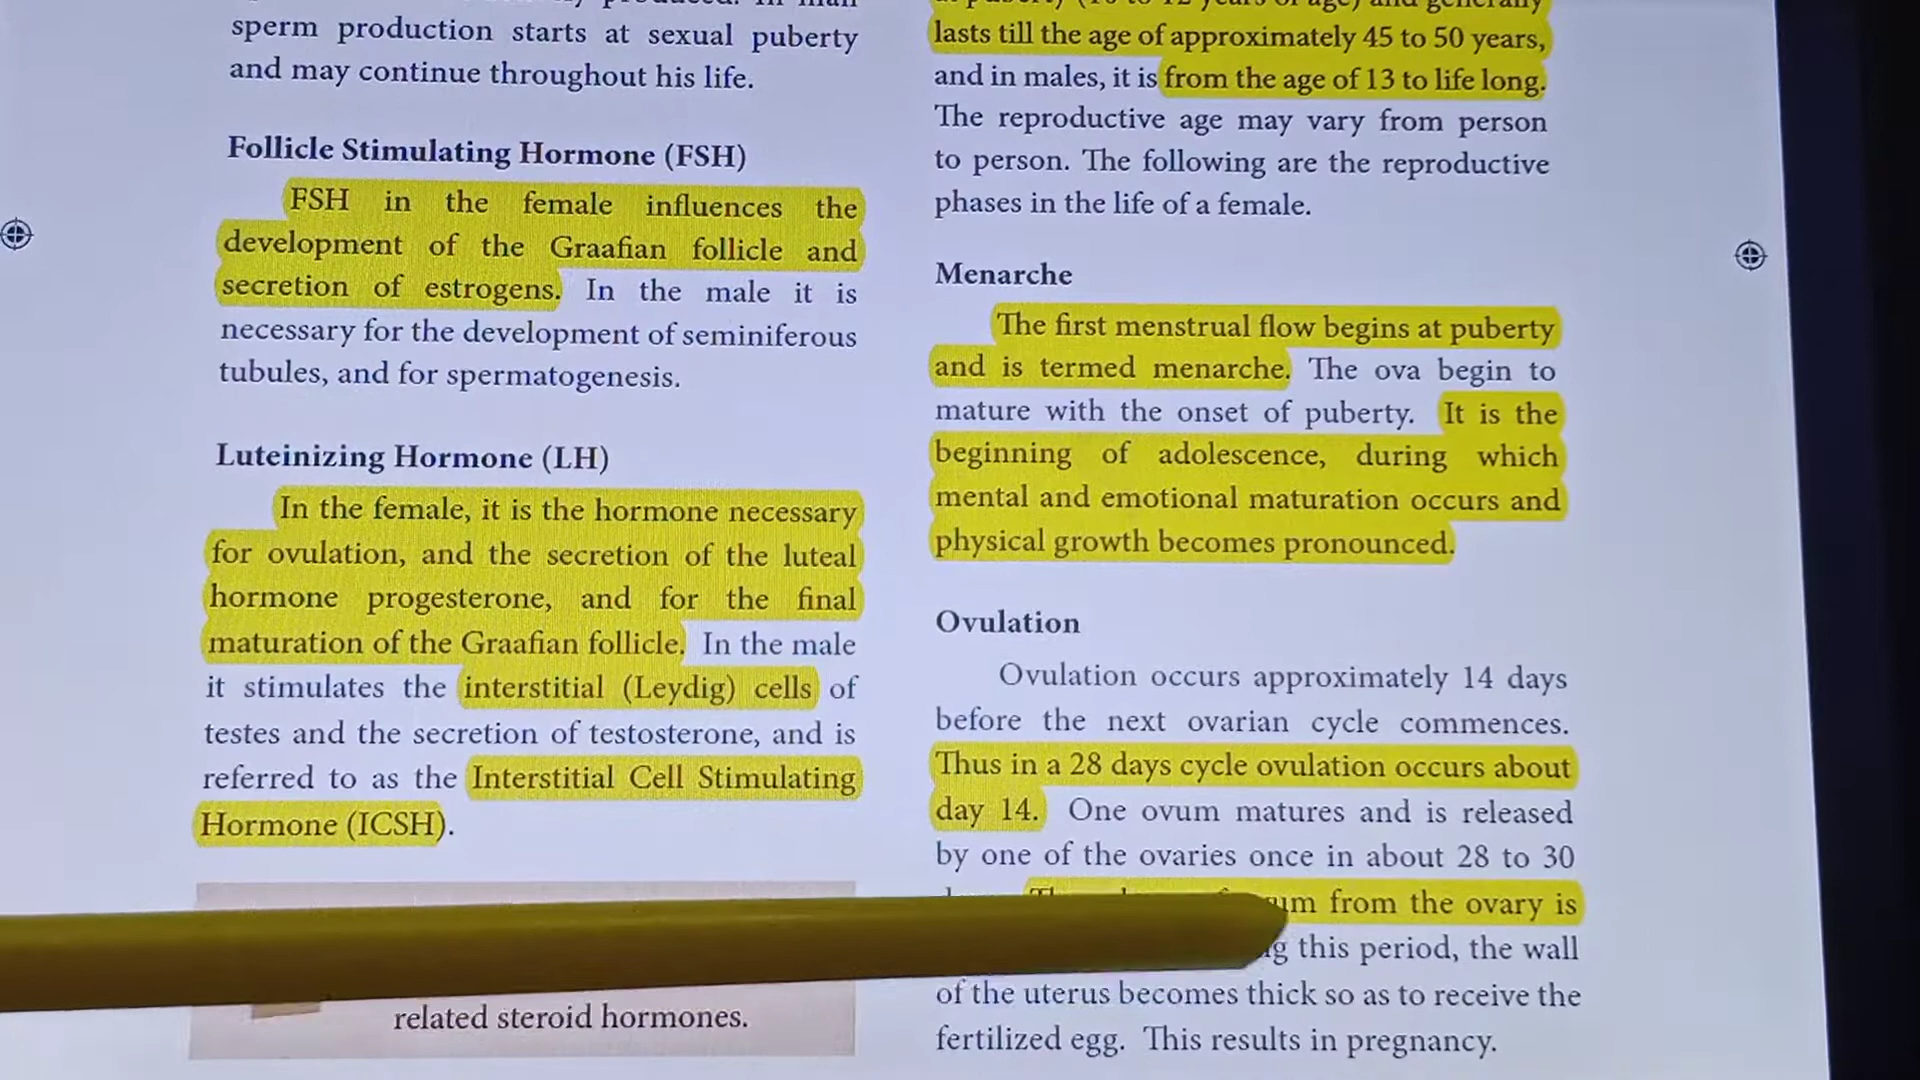 sperm production starts at sexual puberty
and may continue throughout his life.
Follicle Stimulating Hormone (FSH)
FSH in the female influences the
development of the Graafian follicle and
secretion of estrogens. In the male it is
necessary for the development of seminiferous
tubules, and for spermatogenesis.
Luteinizing Hormone (LH)
In the female, it is the hormone necessary
for ovulation, and the secretion of the luteal
hormone progesterone, and for the final
maturation of the Graafian follicle. In the male
it stimulates the interstitial (Leydig) cells of
testes and the secretion of testosterone, and is
referred to as the Interstitial Cell Stimulating
Hormone (ICSH).
related steroid hormones.
lasts till the age of approximately 45 to 50 years,
and in males, it is from the age of 13 to life long.
The reproductive age may vary from person
to person. The following are the reproductive
phases in the life of a female.
Menarche
The first menstrual flow begins at puberty
and is termed menarche. The ova begin to
mature with the onset of puberty. It is the
beginning of adolescence, during which
mental and emotional maturation occurs and
physical growth becomes pronounced.
Ovulation
Ovulation occurs approximately 14 days
before the next ovarian cycle commences.
Thus in a 28 days cycle ovulation occurs about
day 14. One ovum matures and is released
by one of the ovaries once in about 28 to 30
from the ovary is
this period, the wall
of the uterus becomes thick so as to receive the
fertilized egg. This results in pregnancy.